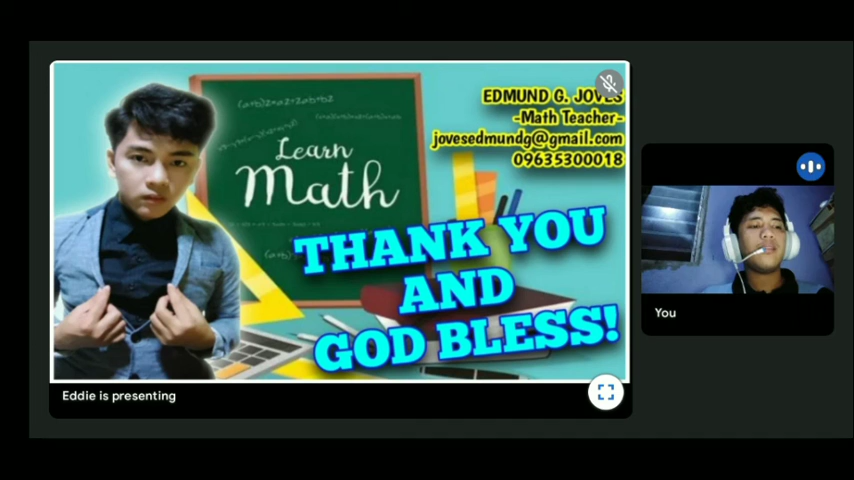 EDMUND G. JOVES
-Math Teacher-
jovesedmundg@gmail.com
09635300018
Learn
Math
THANK YOU
AND
GOD BLESS!
You
Eddie is presenting